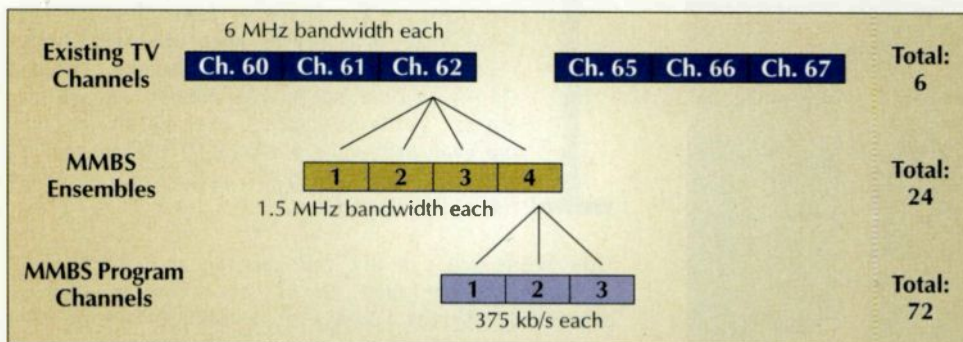 6 MHz bandwidth each
Existing TV
Channels
Ch. 60 Ch. 61 Ch. 62
Ch. 65 Ch. 66 Ch. 67
Total:
6
MMBS
Ensembles
1 2 3 4
1.5 MHz bandwidth each
Total:
24
MMBS Program
Channels
1 2 3
375 kb/s each
Total:
72